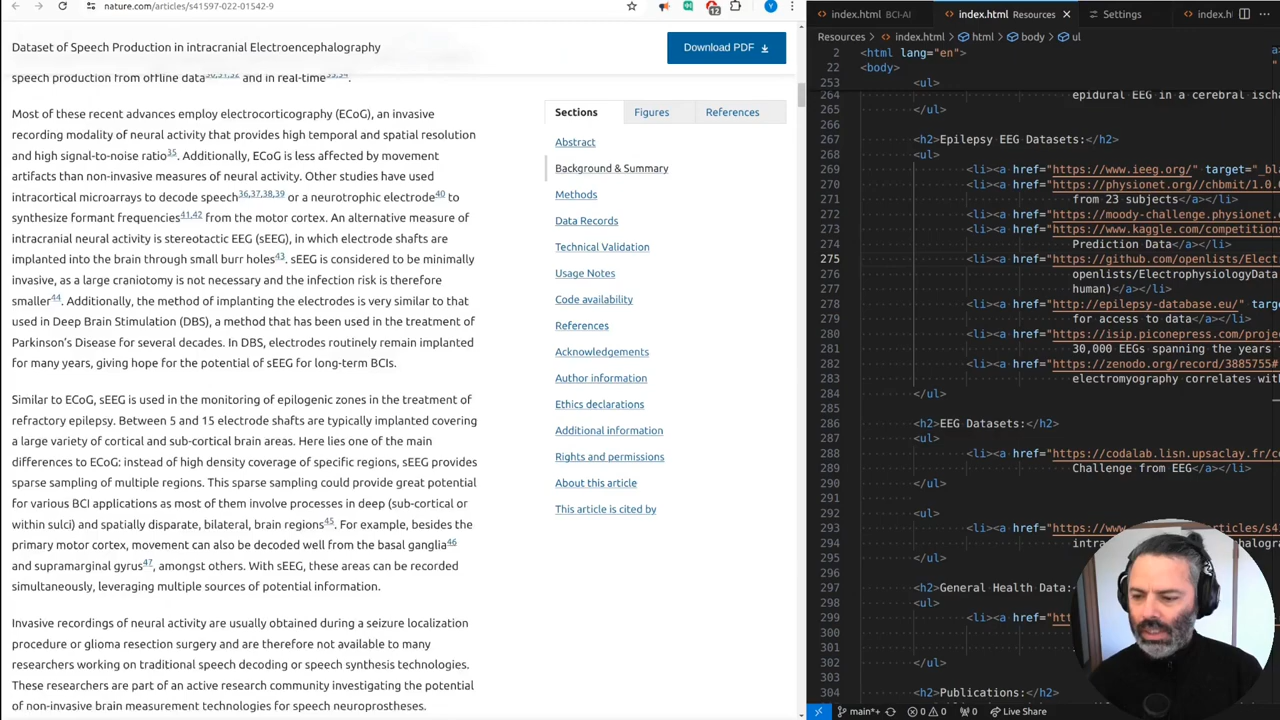 nature.com/articles/s41597-022-01542-9
12
Y
Dataset of Speech Production in intracranial Electroencephalography
Download PDF
speech production from offline data and in real-time
Most of these recent advances employ electrocorticography (ECoG), an invasive
recording modality of neural activity that provides high temporal and spatial resolution
and high signal-to-noise ratio35. Additionally, ECoG is less affected by movement
artifacts than non-invasive measures of neural activity. Other studies have used
intracortical microarrays to decode speech36,37,38,39 or a neurotrophic electrode40 to
synthesize formant frequencies41,42 from the motor cortex. An alternative measure of
intracranial neural activity is stereotactic EEG (sEEG), in which electrode shafts are
implanted into the brain through small burr holes43. sEEG is considered to be minimally
invasive, as a large craniotomy is not necessary and the infection risk is therefore
smaller44. Additionally, the method of implanting the electrodes is very similar to that
used in Deep Brain Stimulation (DBS), a method that has been used in the treatment of
Parkinson's Disease for several decades. In DBS, electrodes routinely remain implanted
for many years, giving hope for the potential of sEEG for long-term BCIs.
Similar to ECoG, sEEG is used in the monitoring of epilogenic zones in the treatment of
refractory epilepsy. Between 5 and 15 electrode shafts are typically implanted covering
a large variety of cortical and sub-cortical brain areas. Here lies one of the main
differences to ECoG: instead of high density coverage of specific regions, sEEG provides
sparse sampling of multiple regions. This sparse sampling could provide great potential
for various BCI applications as most of them involve processes in deep (sub-cortical or
within sulci) and spatially disparate, bilateral, brain regions45. For example, besides the
primary motor cortex, movement can also be decoded well from the basal ganglia46
and supramarginal gyrus47, amongst others. With sEEG, these areas can be recorded
simultaneously, leveraging multiple sources of potential information.
Invasive recordings of neural activity are usually obtained during a seizure localization
procedure or glioma resection surgery and are therefore not available to many
researchers working on traditional speech decoding or speech synthesis technologies.
These researchers are part of an active research community investigating the potential
of non-invasive brain measurement technologies for speech neuroprostheses.
Sections
Figures
References
Abstract
Background & Summary
Methods
Data Records
Technical Validation
Usage Notes
Code availability
References
Acknowledgements
Author information
Ethics declarations
Additional information
Rights and permissions
About this article
This article is cited by
index.html BCI-AI
index.html Resources
Settings
index.h
Resources > index.html > html > body > ul
2 <html lang="en">
22 <body>
253 <ul>
264 epidural EEG in a cerebral ischa
265 </ul>
266
267 <h2>Epilepsy EEG Datasets:</h2>
268 <ul>
269 <li><a href="https://www.ieeg.org/" target="_bla
270 <li><a href="https://physionet.org//chbmit/1.0.0
271 from 23 subjects</a></li>
272 <li><a href="https://moody-challenge.physionet.o
273 <li><a href="https://www.kaggle.com/competitions
274 Prediction Data</a></li>
275 <li><a href="https://github.com/openlists/Elect
276 openlists/ElectrophysiologyData
277 human)</a></li>
278 <li><a href="http://epilepsy-database.eu/" targe
279 for access to data</a></li>
280 <li><a href="https://isip.piconepress.com/proje
281 30,000 EEGs spanning the years
282 <li><a href="https://zenodo.org/record/3885755#
283 electromyography correlates wit
284 </ul>
285
286 <h2>EEG Datasets:</h2>
287 <ul>
288 <li><a href="https://codalab.lisn.upsaclay.fr/co
289 Challenge from EEG</a></li>
290 </ul>
291
292 <ul>
293 <li><a href="https://www. articles/s4
294 intra
295 </ul>
296
297 <h2>General Health Data:
298 <ul>
299 <li><a href="ht
300
301
302 </ul>
303
304 <h2>Publications:</h2>
main*+ 0 0 0 Live Share